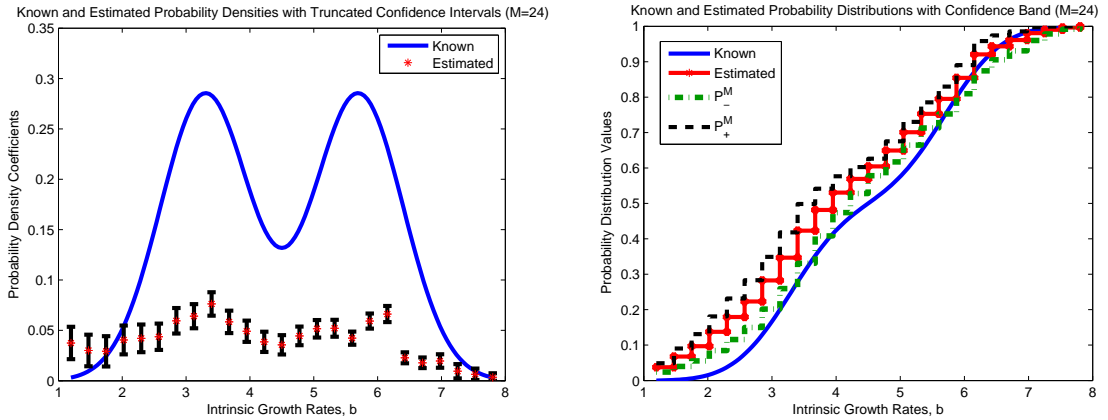 Known and Estimated Probability Densities with Truncated Confidence Intervals (M=24)
0.35
0.3
0.25
0.2
0.15
0.1
0.05
0
Probability Density Coefficients
Known
Estimated
1 2 3 4 5 6 7 8
Intrinsic Growth Rates, b
Known and Estimated Probability Distributions with Confidence Band (M=24)
1
0.9
0.8
0.7
0.6
0.5
0.4
0.3
0.2
0.1
0
Probability Distribution Values
Known
Estimated
P_-^M
P_+^M
1 2 3 4 5 6 7 8
Intrinsic Growth Rates, b